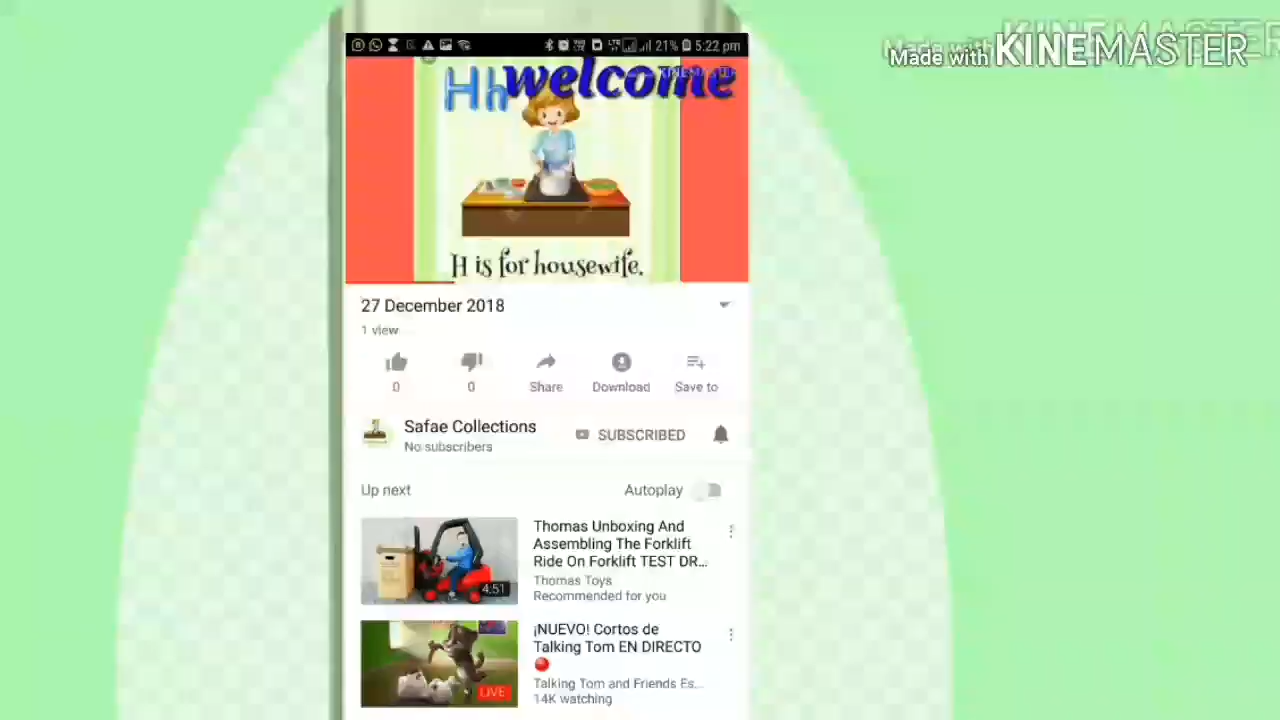 Made with KINEMASTER
21% 5:22 pm
Hh welcome
KINEMASTER
H is for housewife.
27 December 2018
1 view
0
0
Share
Download
Save to
Safae Collections
No subscribers
SUBSCRIBED
Up next
Autoplay
Thomas Unboxing And
Assembling The Forklift
Ride On Forklift TEST DR...
Thomas Toys
Recommended for you
4:51
¡NUEVO! Cortos de
Talking Tom EN DIRECTO
Talking Tom and Friends Es...
14K watching
LIVE